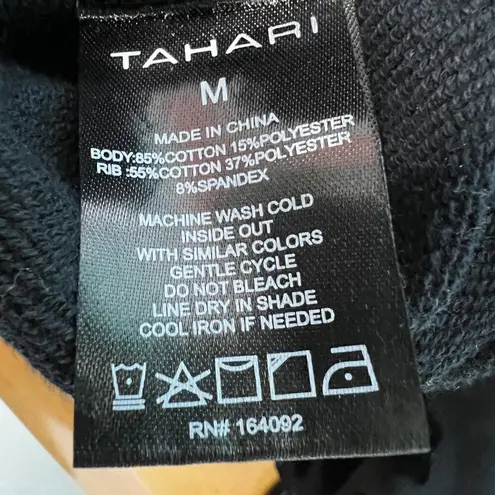 TAHARI
M
MADE IN CHINA
BODY:85%COTTON 15%POLYESTER
RIB :55%COTTON 37%POLYESTER
8%SPANDEX
MACHINE WASH COLD
INSIDE OUT
WITH SIMILAR COLORS
GENTLE CYCLE
DO NOT BLEACH
LINE DRY IN SHADE
COOL IRON IF NEEDED
RN# 164092